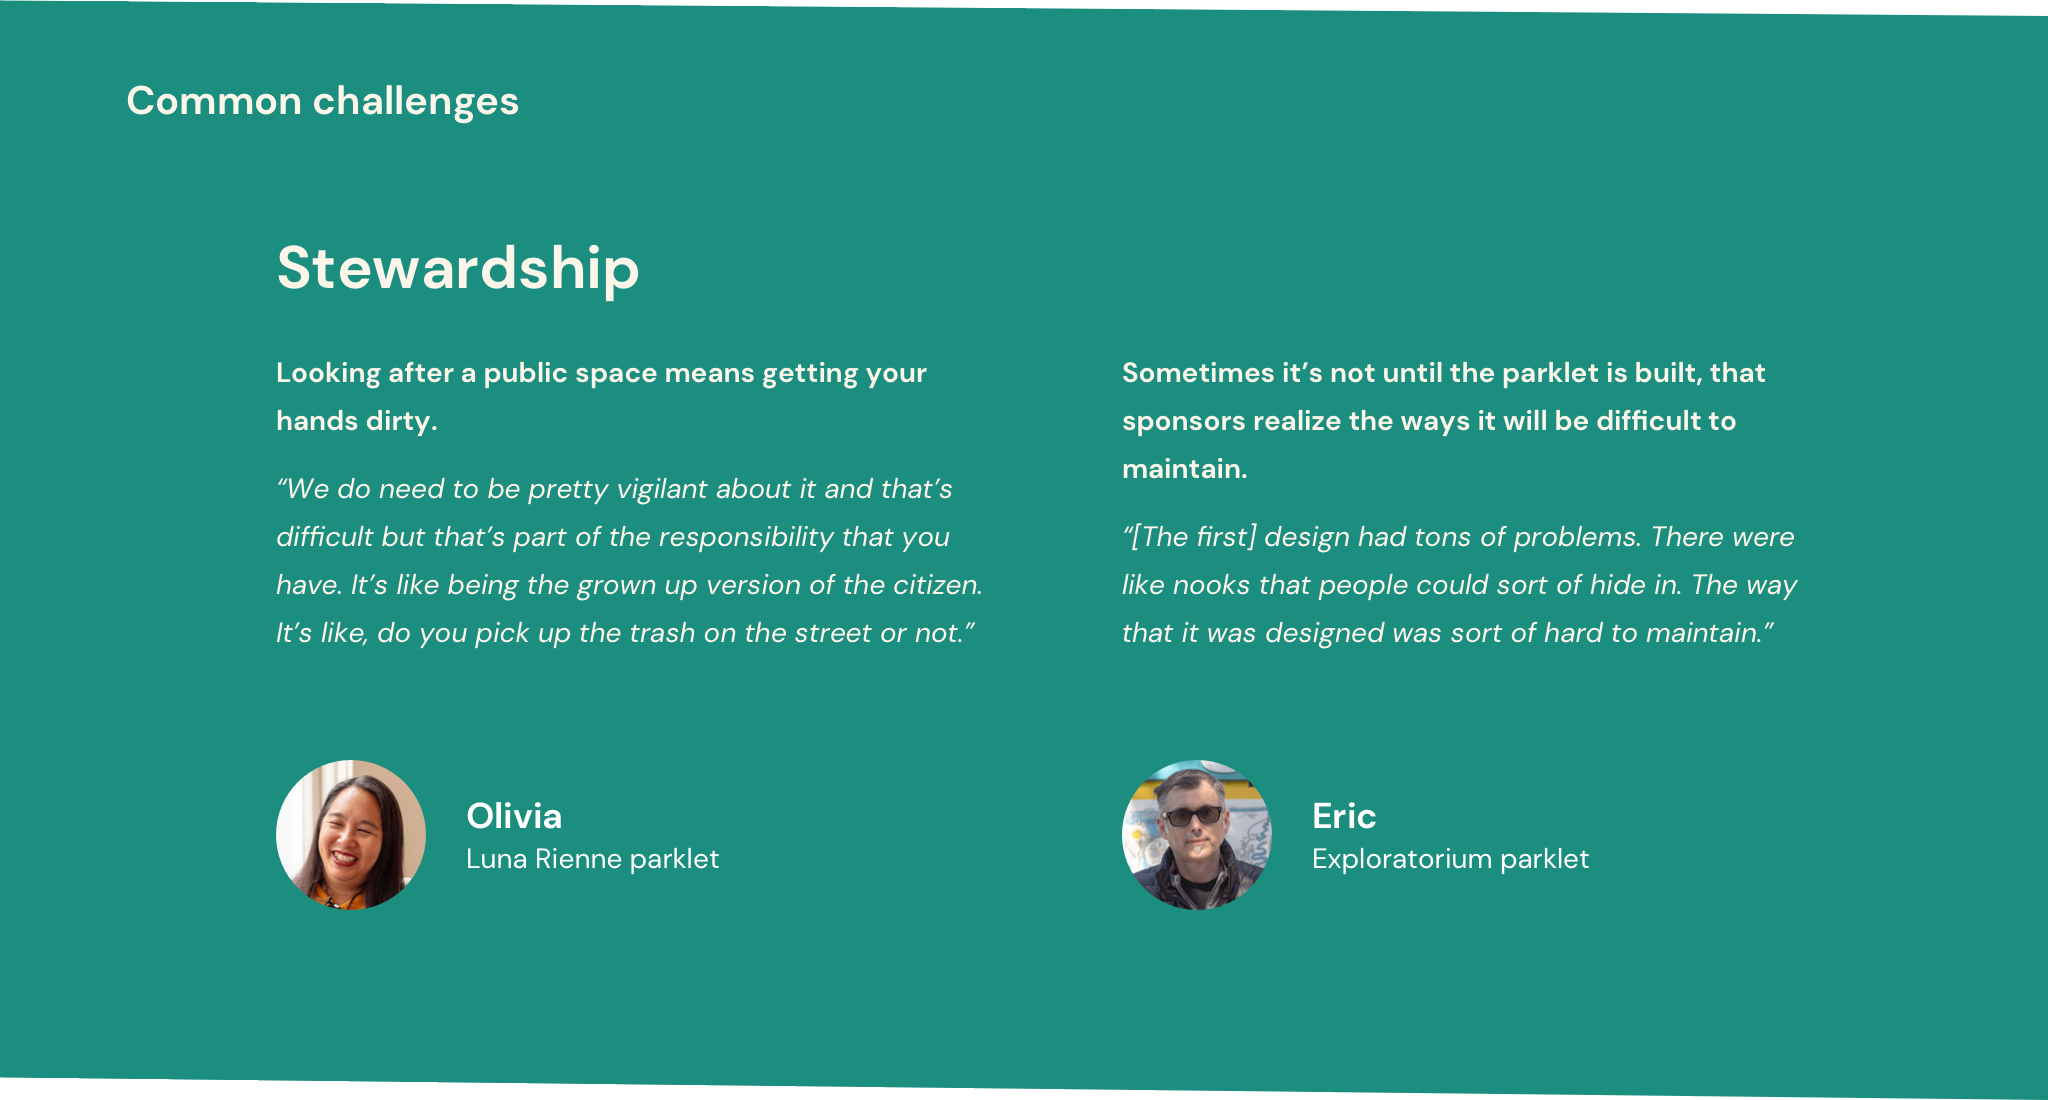 Common challenges
Stewardship
Looking after a public space means getting your
hands dirty.
“We do need to be pretty vigilant about it and that’s
difficult but that’s part of the responsibility that you
have. It’s like being the grown up version of the citizen.
It’s like, do you pick up the trash on the street or not.”
Olivia
Luna Rienne parklet
Sometimes it’s not until the parklet is built, that
sponsors realize the ways it will be difficult to
maintain.
“[The first] design had tons of problems. There were
like nooks that people could sort of hide in. The way
that it was designed was sort of hard to maintain.”
Eric
Exploratorium parklet